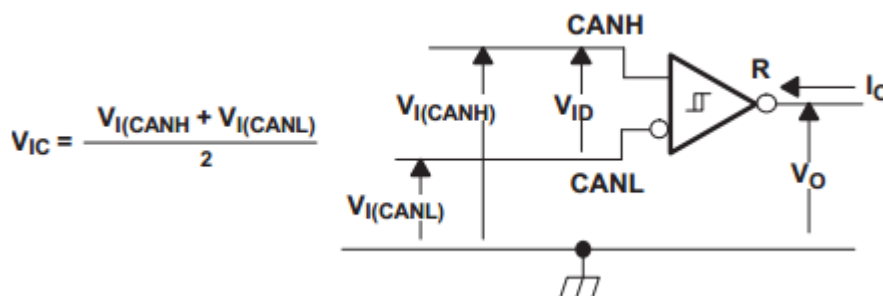 CANH
R
I_O
V_I(CANH)
V_ID
V_IC = V_I(CANH + V_I(CANL) / 2
V_O
CANL
V_I(CANL)